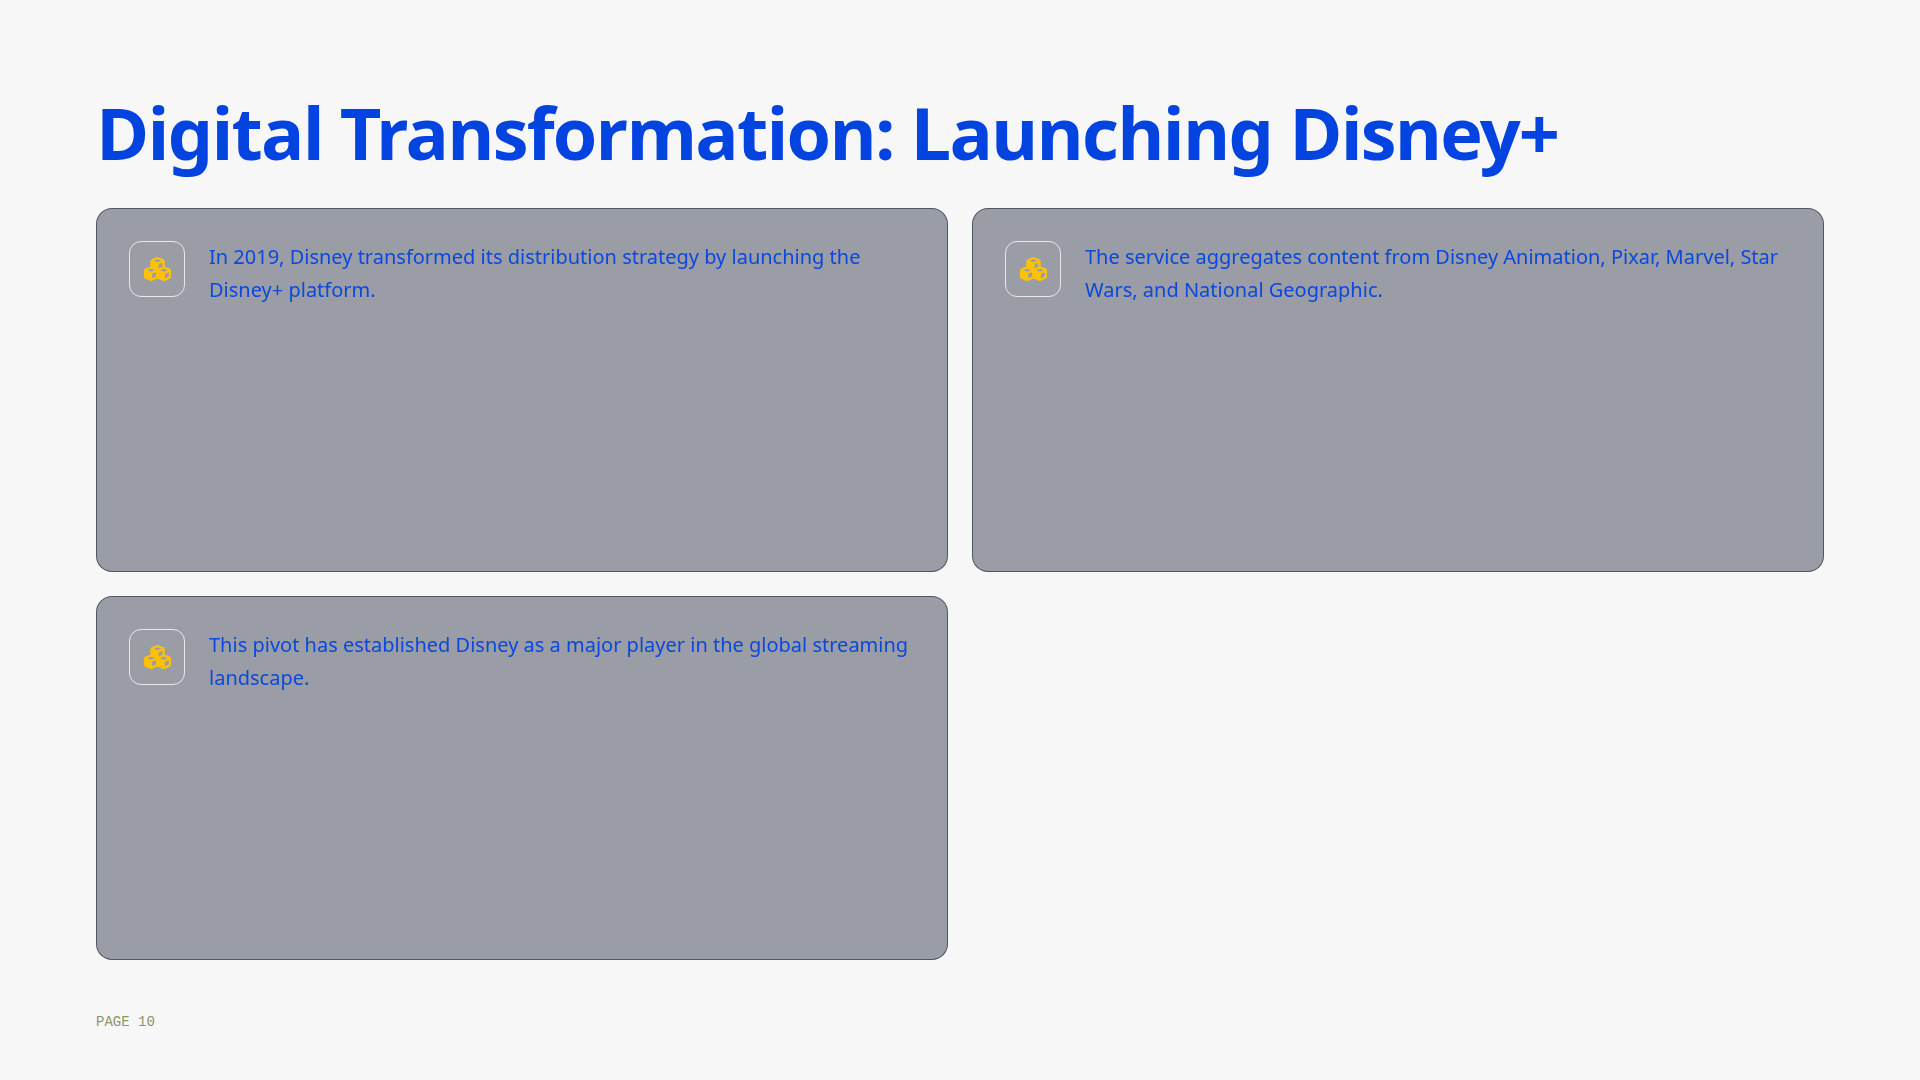 Digital Transformation: Launching Disney+
In 2019, Disney transformed its distribution strategy by launching the
Disney+ platform.
The service aggregates content from Disney Animation, Pixar, Marvel, Star
Wars, and National Geographic.
This pivot has established Disney as a major player in the global streaming
landscape.
PAGE 10